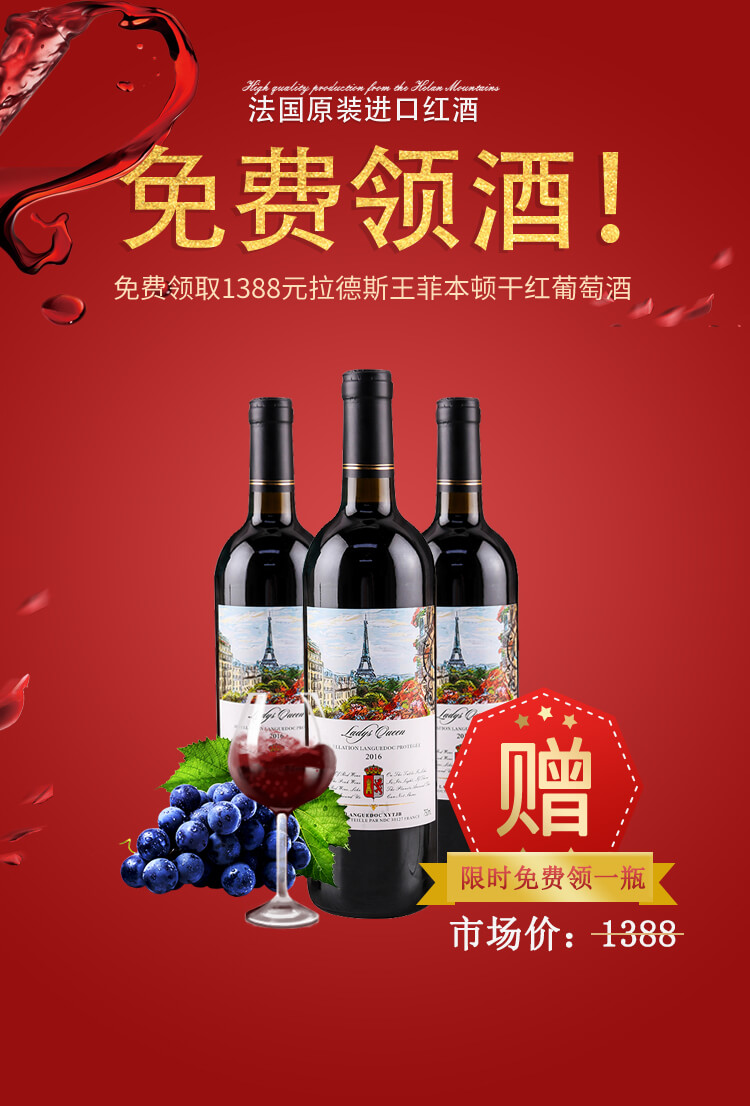 High quality production from the Helan Mountains
法国原装进口红酒
免费领酒!
免费领取1388元拉德斯王菲本顿干红葡萄酒
Ladys Queen
2016
赠
限时免费领一瓶
市场价：1388